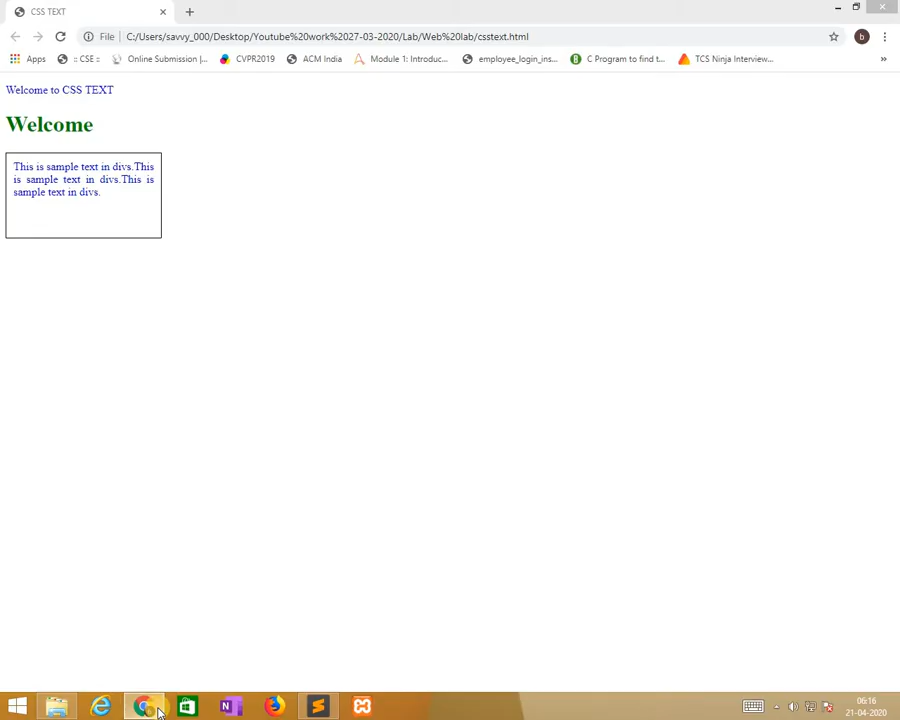 CSS TEXT
File
C:/Users/savvy_000/Desktop/Youtube%20work%2027-03-2020/Lab/Web%20lab/csstext.html
b
Apps
:: CSE ::
Online Submission |...
CVPR2019
ACM India
Module 1: Introduc...
employee_login_ins...
C Program to find t...
TCS Ninja Interview...
»
Welcome to CSS TEXT
Welcome
This is sample text in divs.This
is sample text in divs.This is
sample text in divs.
06:16
21-04-2020